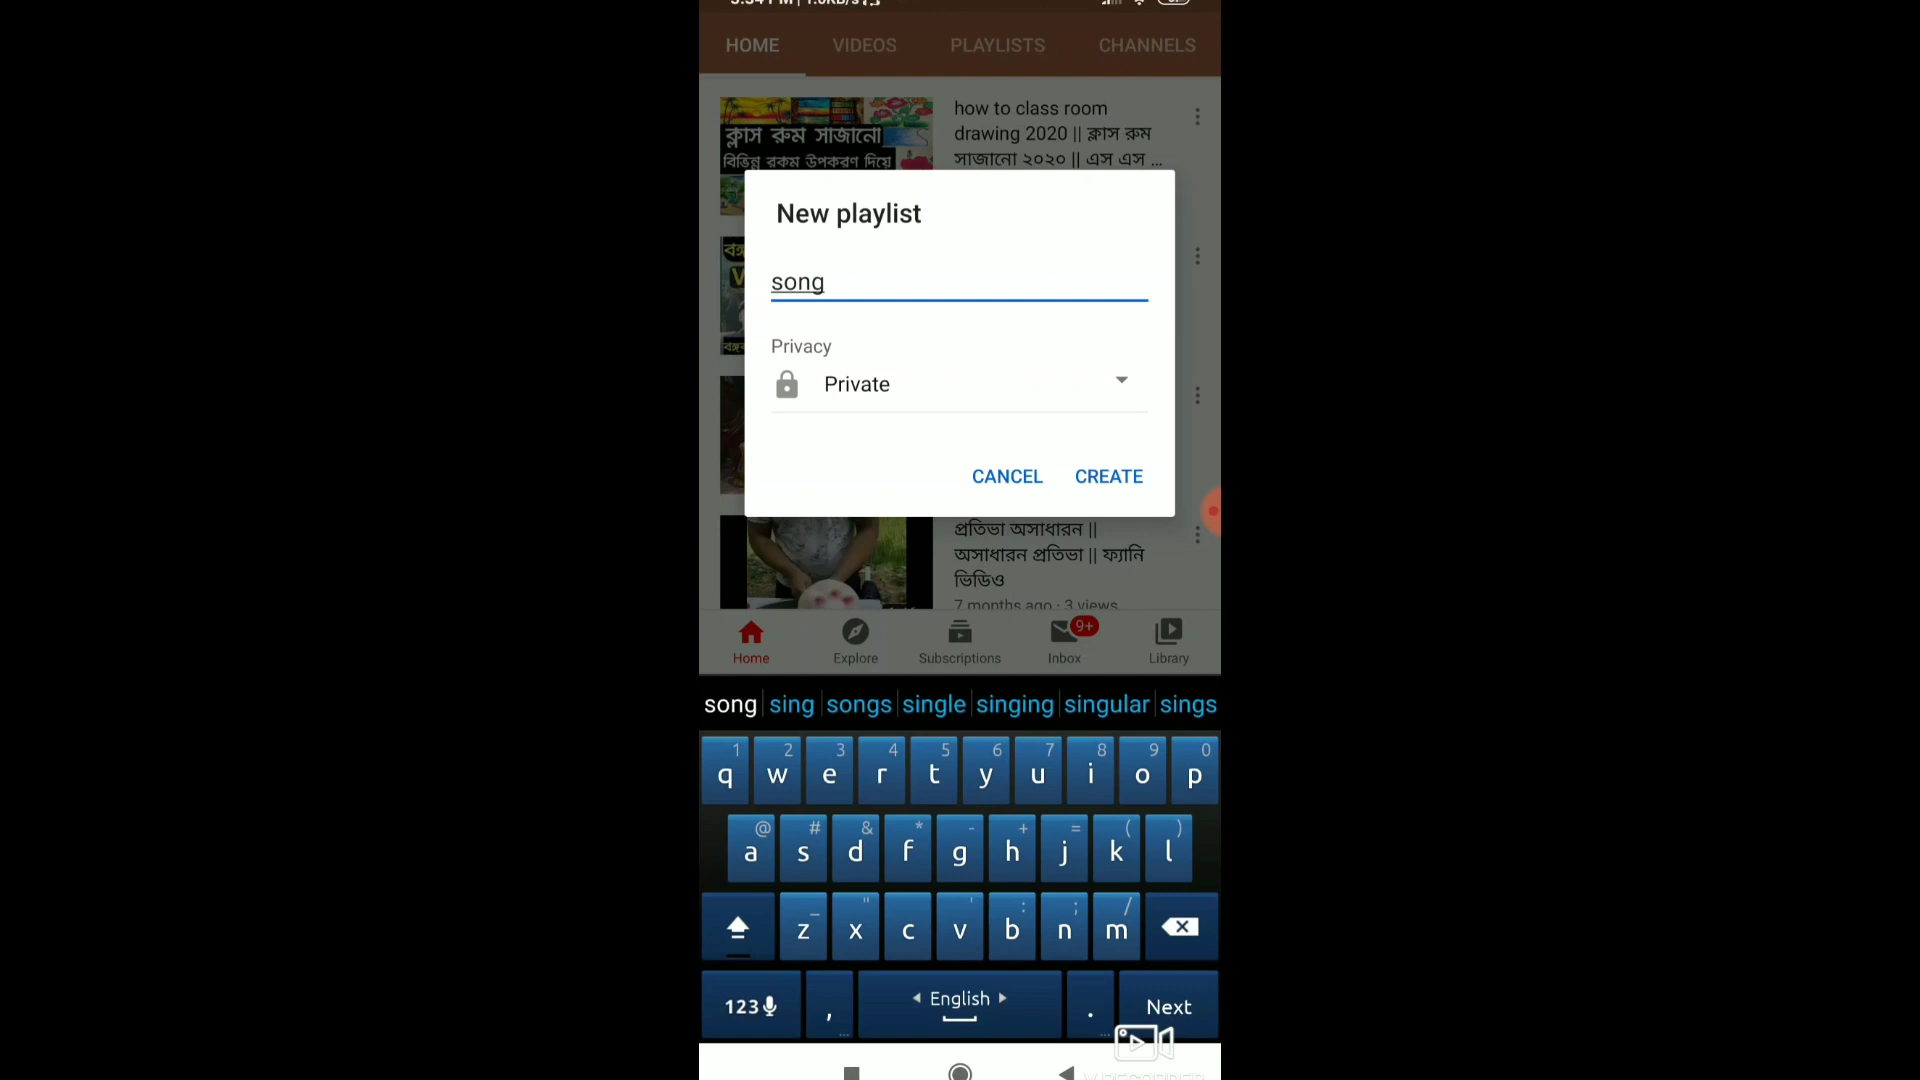 HOME VIDEOS PLAYLISTS CHANNELS
ক্লাস রুম সাজানো
বিভিন্ন রকম উপকরণ দিয়ে
how to class room
drawing 2020 || ক্লাস রুম
সাজানো ২০২০ || এস এস ...
New playlist
song
Privacy
Private
CANCEL CREATE
প্রতিভা অসাধারন ||
অসাধারন প্রতিভা || ফ্যানি
ভিডিও
7 months ago · 3 views
Home Explore Subscriptions Inbox 9+ Library
song sing songs single singing singular sings
1 2 3 4 5 6 7 8 9 0
q w e r t y u i o p
@ # & * - + = ( )
a s d f g h j k l
_ " ' : ; /
z x c v b n m
123 , English . Next